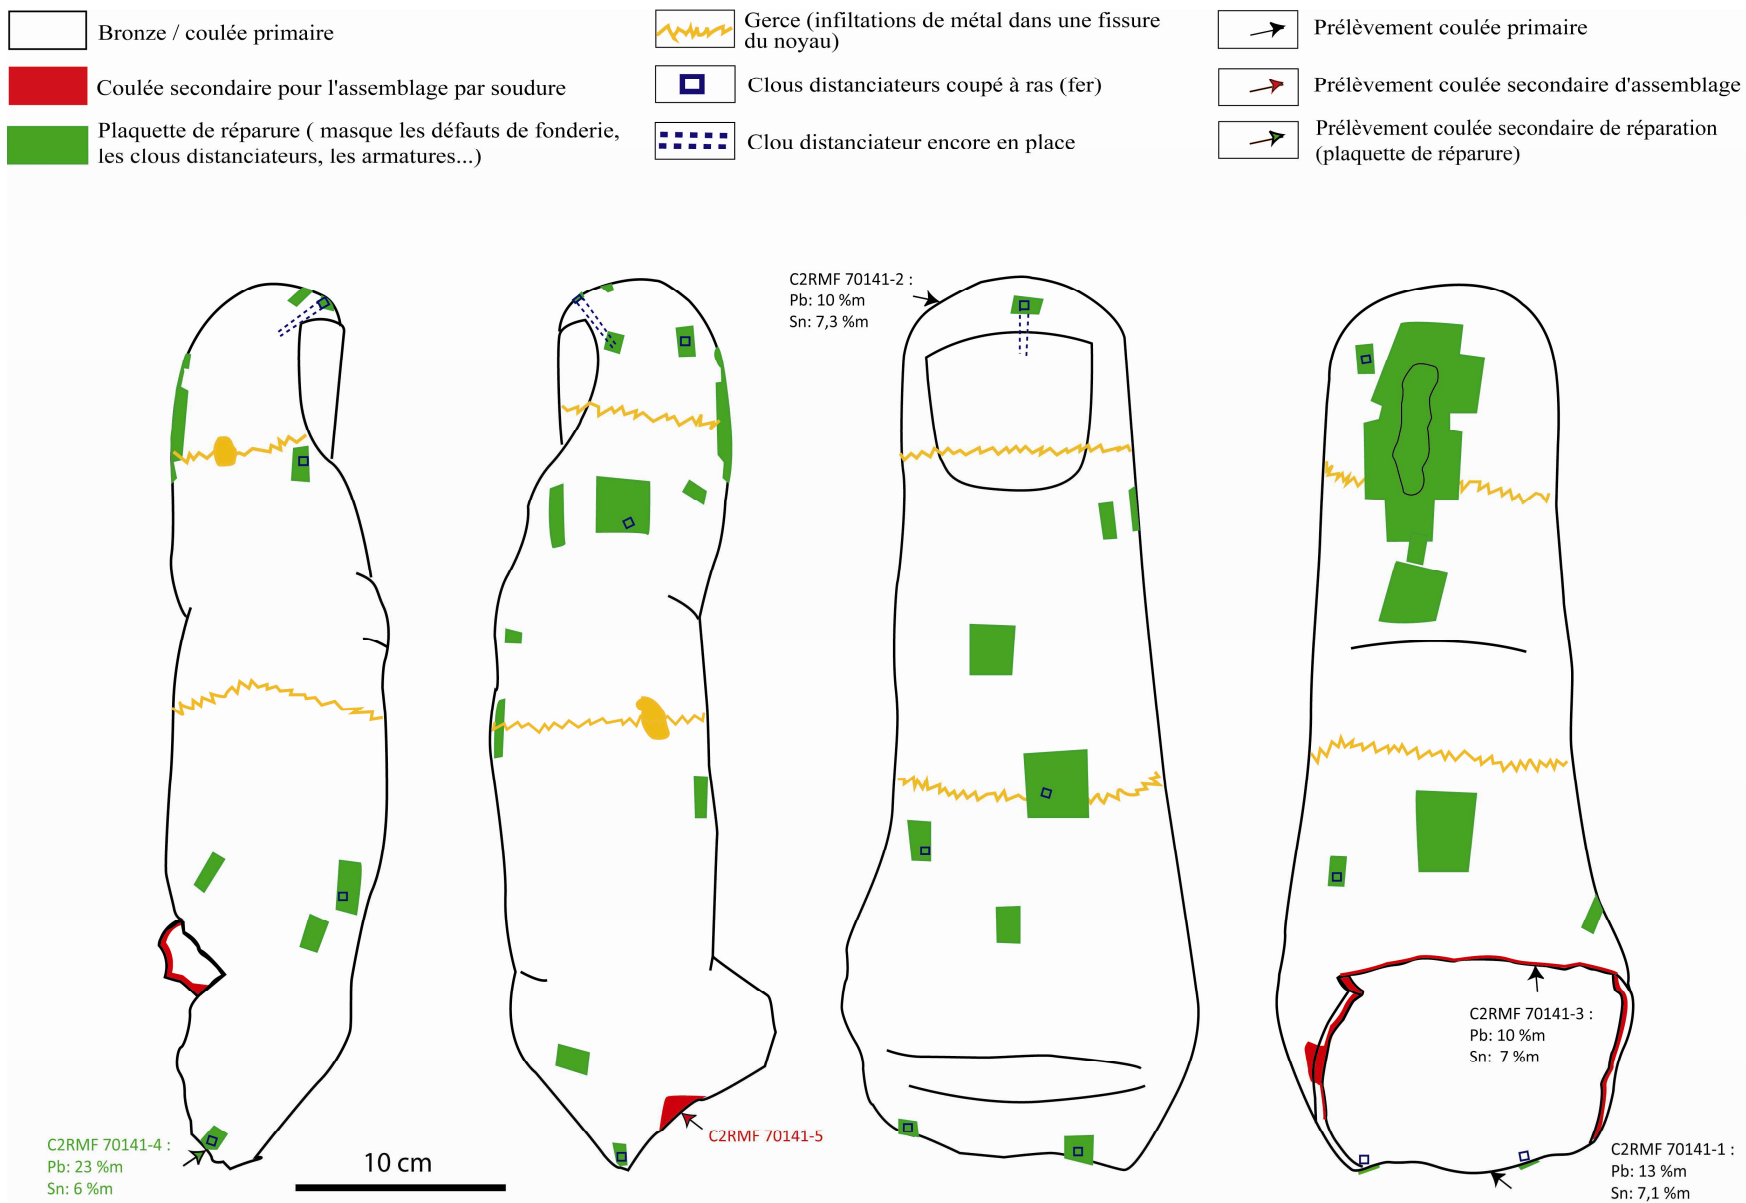 Bronze / coulée primaire
Coulée secondaire pour l'assemblage par soudure
Plaquette de réparure ( masque les défauts de fonderie,
les clous distanciateurs, les armatures...)
Gerce (infiltations de métal dans une fissure
du noyau)
Clous distanciateurs coupé à ras (fer)
Clou distanciateur encore en place
Prélèvement coulée primaire
Prélèvement coulée secondaire d'assemblage
Prélèvement coulée secondaire de réparation
(plaquette de réparure)
C2RMF 70141-2 :
Pb: 10 %m
Sn: 7,3 %m
C2RMF 70141-3 :
Pb: 10 %m
Sn: 7 %m
C2RMF 70141-4 :
Pb: 23 %m
Sn: 6 %m
10 cm
C2RMF 70141-5
C2RMF 70141-1 :
Pb: 13 %m
Sn: 7,1 %m